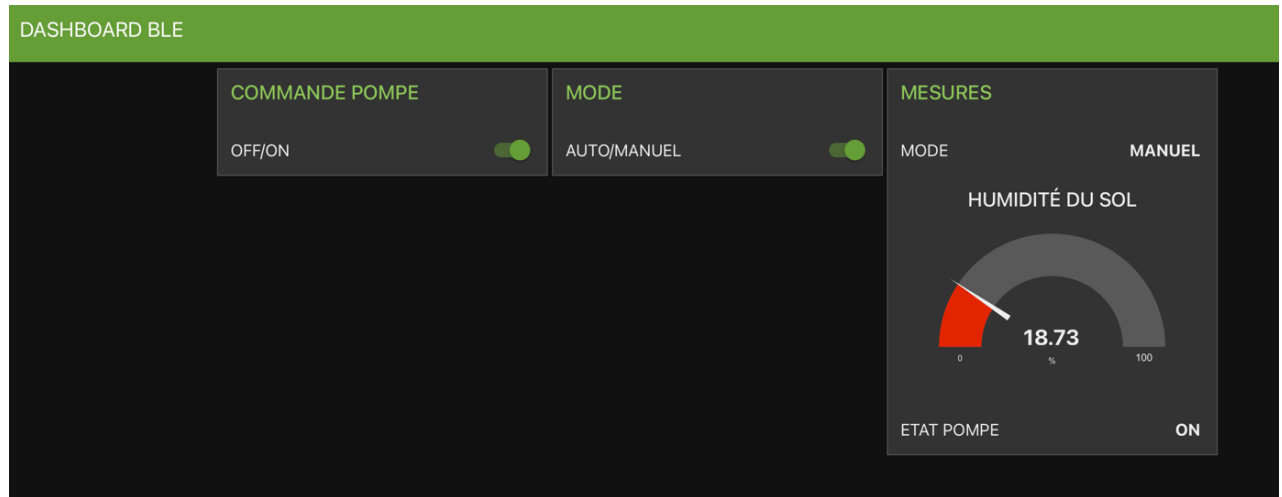 DASHBOARD BLE
COMMANDE POMPE
OFF/ON
MODE
AUTO/MANUEL
MESURES
MODE MANUEL
HUMIDITÉ DU SOL
18.73
0 % 100
ETAT POMPE ON